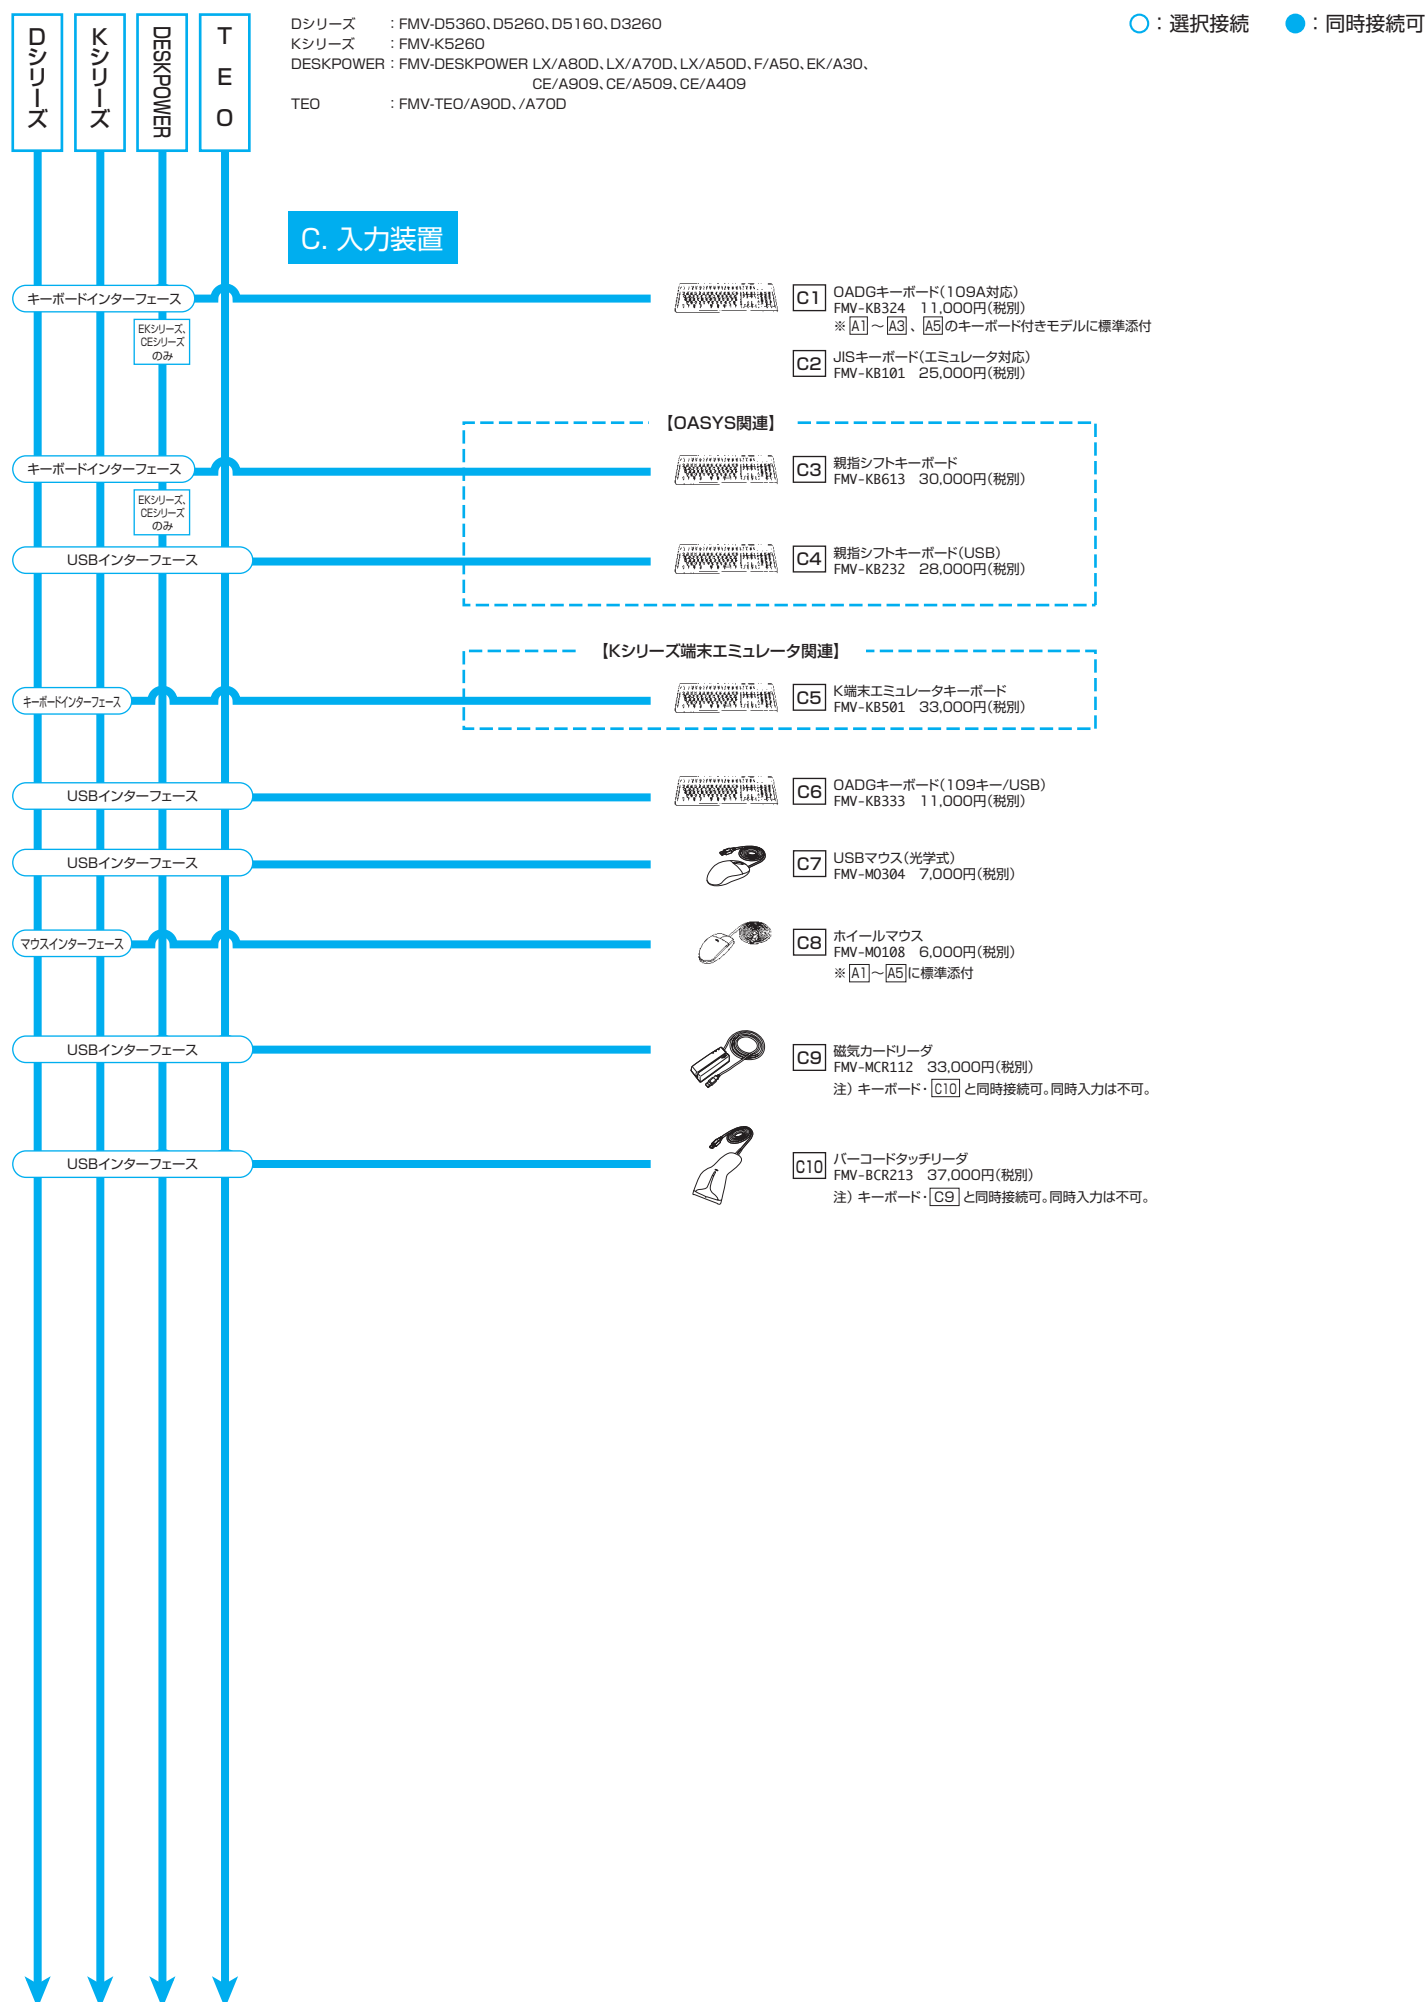 Dシリーズ
Kシリーズ
DESKPOWER
TEO
Dシリーズ　：FMV-D5360、D5260、D5160、D3260
Kシリーズ　：FMV-K5260
DESKPOWER：FMV-DESKPOWER LX/A80D、LX/A70D、LX/A50D、F/A50、EK/A30、
CE/A909、CE/A509、CE/A409
TEO　：FMV-TEO/A90D、/A70D
○：選択接続　●：同時接続可
C. 入力装置
キーボードインターフェース
EKシリーズ、
CEシリーズ
のみ
C1 OADGキーボード（109A対応）
FMV-KB324　11,000円（税別）
※ A1 ～ A3 、 A5 のキーボード付きモデルに標準添付
C2 JISキーボード（エミュレータ対応）
FMV-KB101　25,000円（税別）
【OASYS関連】
キーボードインターフェース
EKシリーズ、
CEシリーズ
のみ
C3 親指シフトキーボード
FMV-KB613　30,000円（税別）
USBインターフェース
C4 親指シフトキーボード（USB）
FMV-KB232　28,000円（税別）
【Kシリーズ端末エミュレータ関連】
キーボードインターフェース
C5 K端末エミュレータキーボード
FMV-KB501　33,000円（税別）
USBインターフェース
C6 OADGキーボード（109キー/USB）
FMV-KB333　11,000円（税別）
USBインターフェース
C7 USBマウス（光学式）
FMV-MO304　7,000円（税別）
マウスインターフェース
C8 ホイールマウス
FMV-MO108　6,000円（税別）
※ A1 ～ A5 に標準添付
USBインターフェース
C9 磁気カードリーダ
FMV-MCR112　33,000円（税別）
注） キーボード・ C10 と同時接続可。同時入力は不可。
USBインターフェース
C10 バーコードタッチリーダ
FMV-BCR213　37,000円（税別）
注） キーボード・ C9 と同時接続可。同時入力は不可。